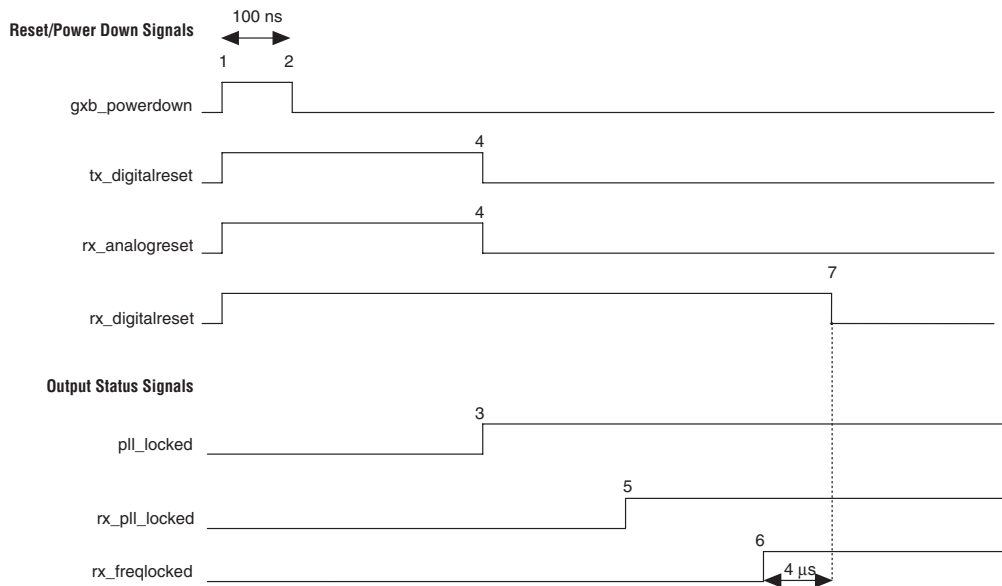 100 ns
Reset/Power Down Signals
1 2
gxb_powerdown
4
tx_digitalreset
4
rx_analogreset
7
rx_digitalreset
Output Status Signals
3
pll_locked
5
rx_pll_locked
6
rx_freqlocked
4 μs